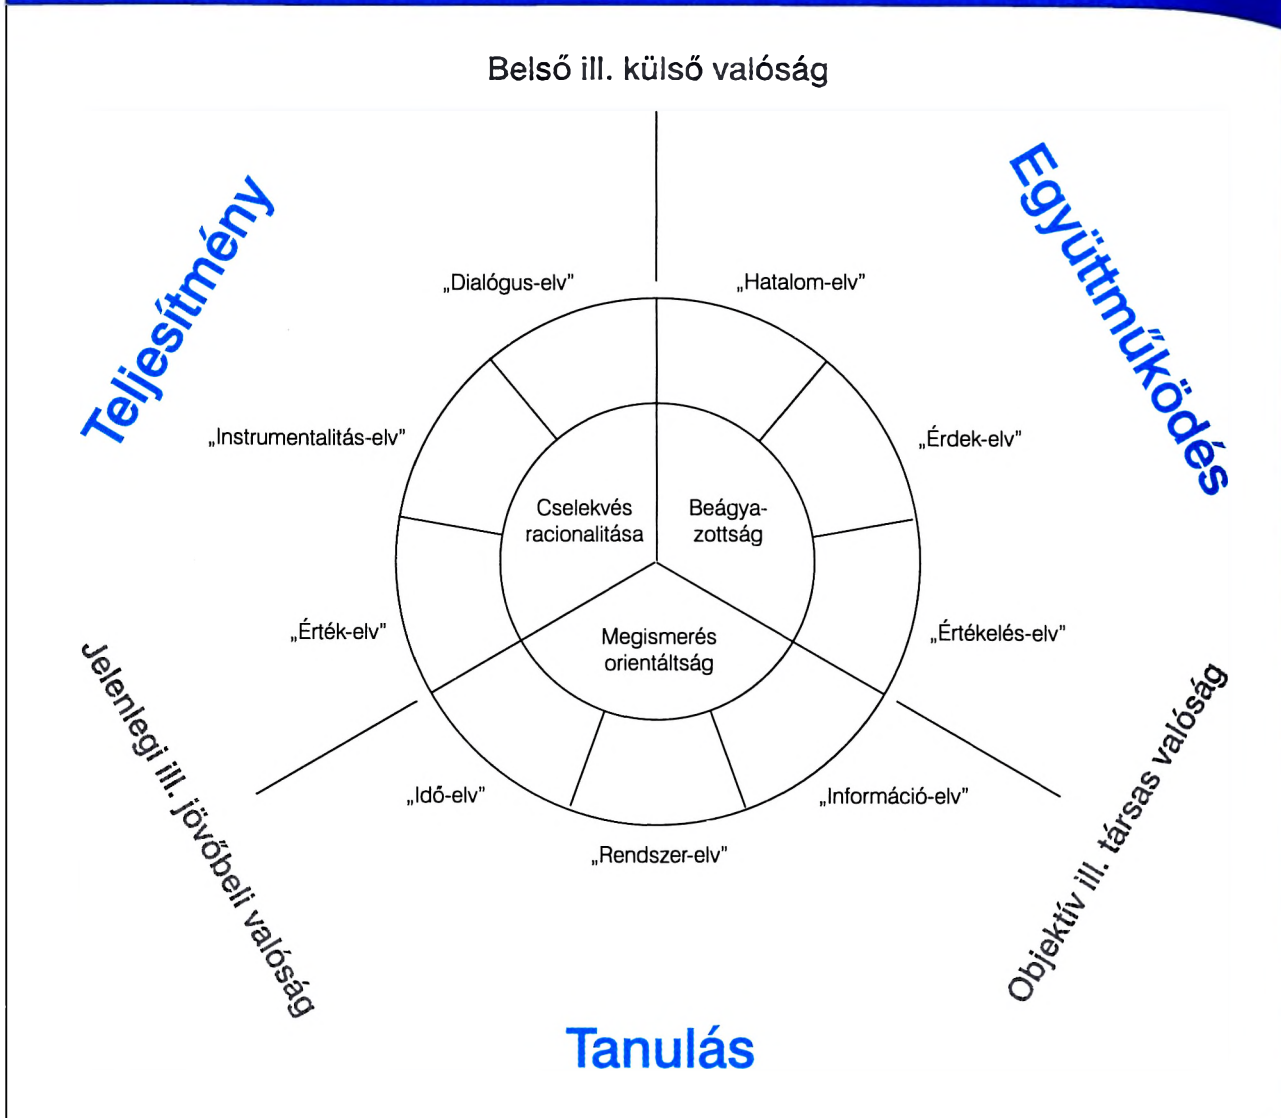 Belső ill. külső valóság
Teljesítmény
Együttműködés
„Dialógus-elv”
„Hatalom-elv”
„Instrumentalitás-elv”
„Érdek-elv”
Cselekvés
racionalitása
Beágya-
zottság
„Érték-elv”
Megismerés
orientáltság
„Értékelés-elv”
Jelenlegi ill. jövőbeli valóság
Objektív ill. társas valóság
„Idő-elv”
„Információ-elv”
„Rendszer-elv”
Tanulás